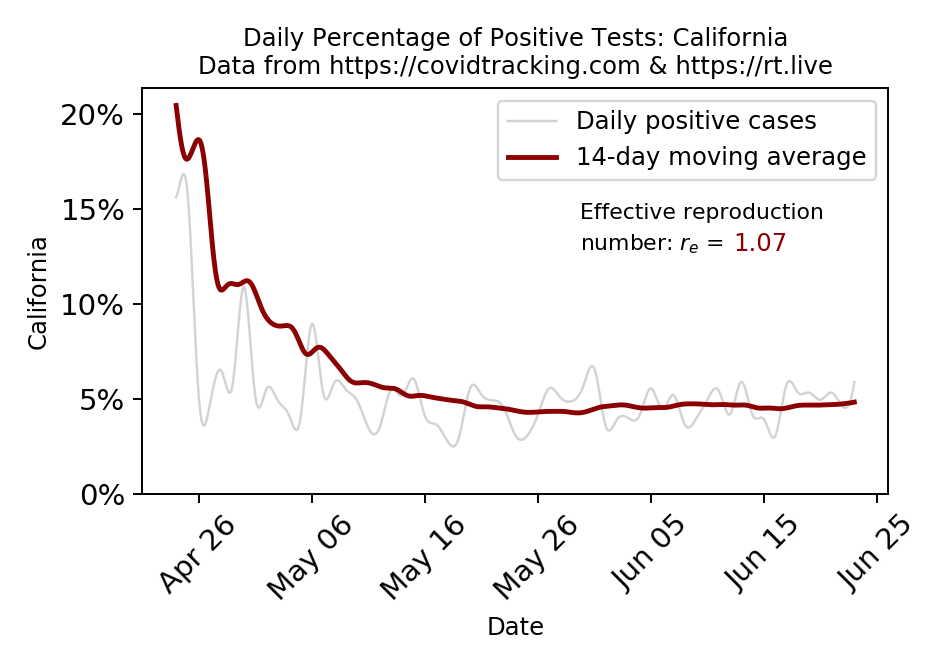 Daily Percentage of Positive Tests: California
Data from https://covidtracking.com & https://rt.live
20%
15%
10%
5%
0%
California
Daily positive cases
14-day moving average
Effective reproduction
number: rₑ = 1.07
Apr 26
May 06
May 16
May 26
Jun 05
Jun 15
Jun 25
Date